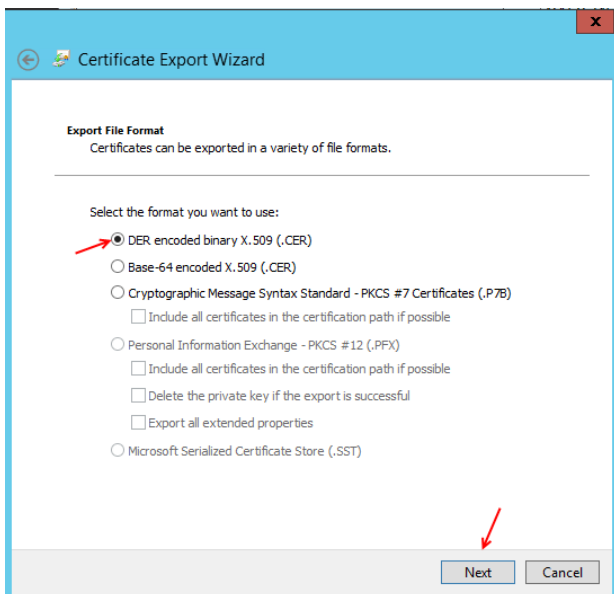 x
Certificate Export Wizard
Export File Format
Certificates can be exported in a variety of file formats.
Select the format you want to use:
DER encoded binary X.509 (.CER)
Base-64 encoded X.509 (.CER)
Cryptographic Message Syntax Standard - PKCS #7 Certificates (.P7B)
Include all certificates in the certification path if possible
Personal Information Exchange - PKCS #12 (.PFX)
Include all certificates in the certification path if possible
Delete the private key if the export is successful
Export all extended properties
Microsoft Serialized Certificate Store (.SST)
Next Cancel